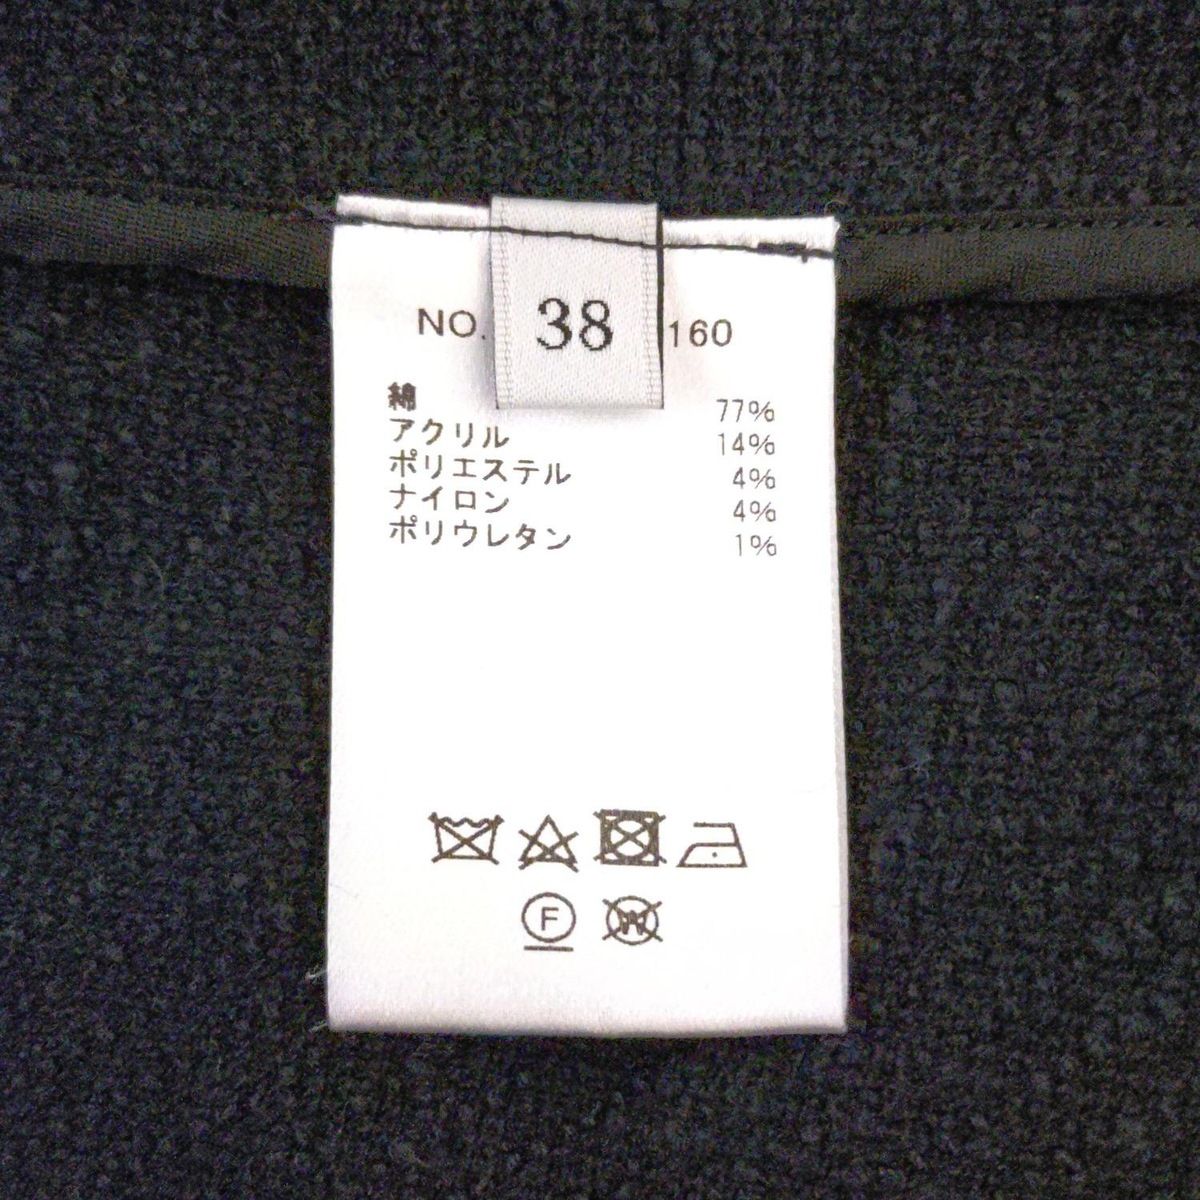 38
NO. 160
綿 77%
アクリル 14%
ポリエステル 4%
ナイロン 4%
ポリウレタン 1%
F
W